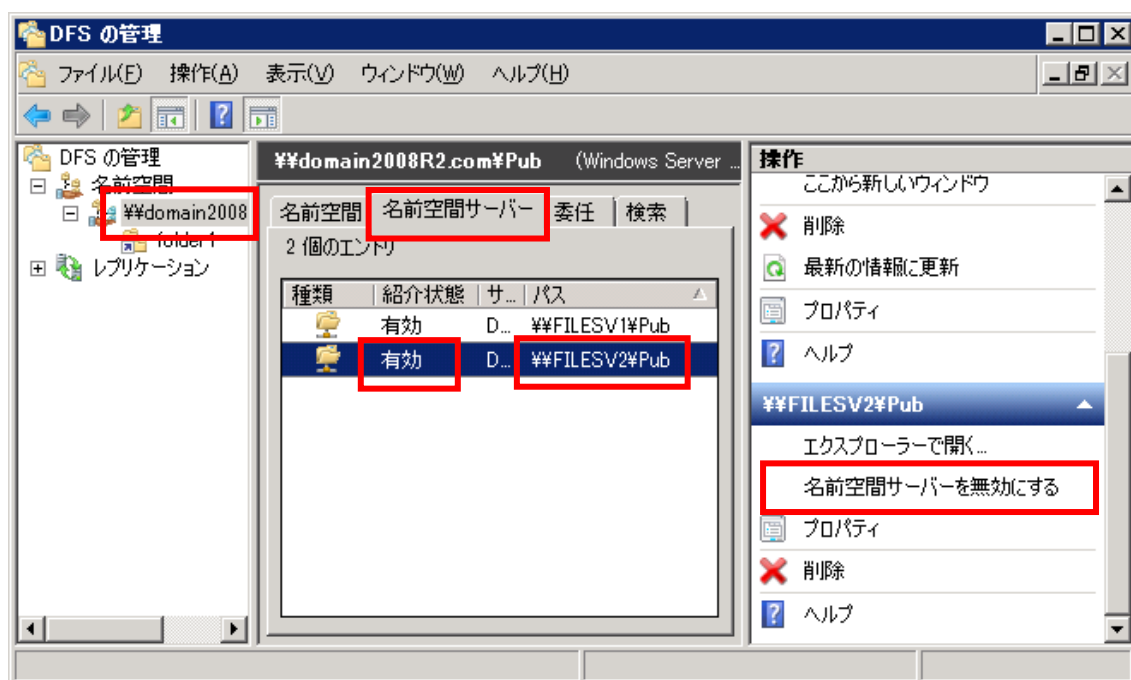 DFS の管理
ファイル(F) 操作(A) 表示(V) ウィンドウ(W) ヘルプ(H)
DFS の管理
名前空間
¥¥domain2008
folder1
レプリケーション
¥¥domain2008R2.com¥Pub (Windows Server ...
名前空間 名前空間サーバー 委任 検索
2 個のエントリ
種類 紹介状態 サ... パス
有効 D... ¥¥FILESV1¥Pub
有効 D... ¥¥FILESV2¥Pub
操作
ここから新しいウィンドウ
削除
最新の情報に更新
プロパティ
ヘルプ
¥¥FILESV2¥Pub
エクスプローラーで開く...
名前空間サーバーを無効にする
プロパティ
削除
ヘルプ